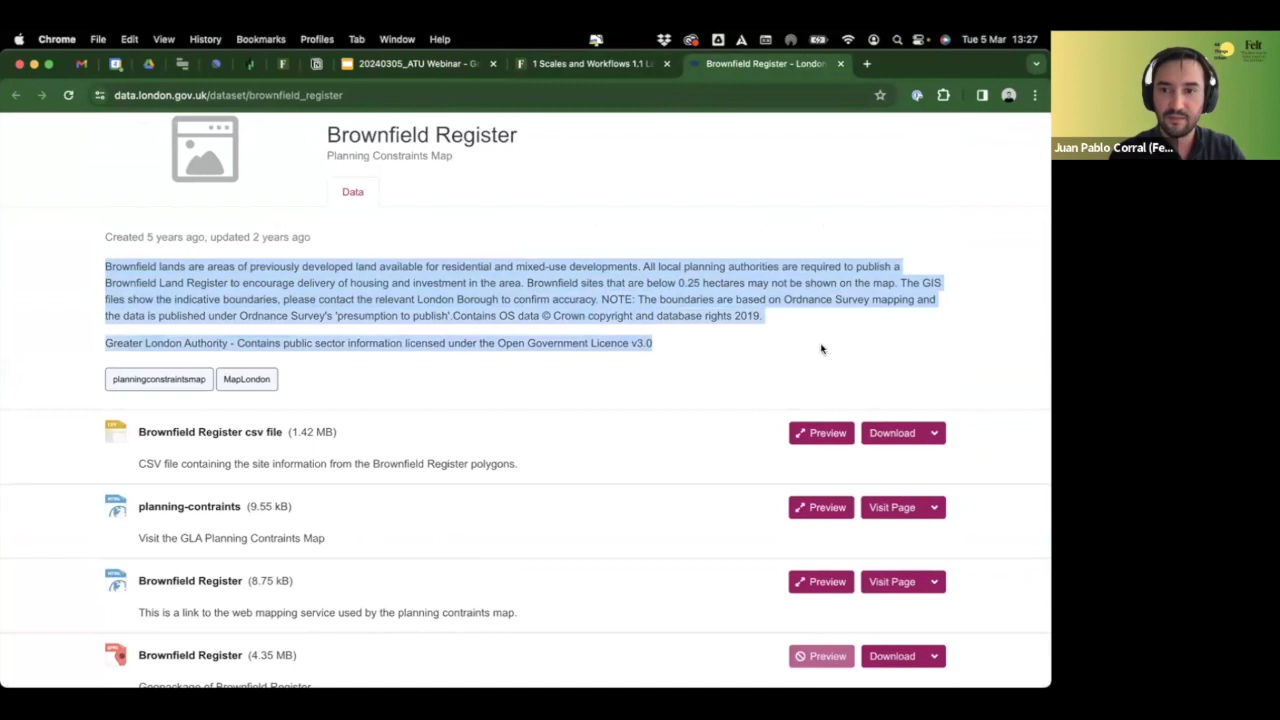 Chrome File Edit View History Bookmarks Profiles Tab Window Help Tue 5 Mar 13:27
20240305_ATU Webinar - G
1 Scales and Workflows 1.1 L
Brownfield Register – London
data.london.gov.uk/dataset/brownfield_register
Felt
Juan Pablo Corral (Fe...
Brownfield Register
Planning Constraints Map
Data
Created 5 years ago, updated 2 years ago
Brownfield lands are areas of previously developed land available for residential and mixed-use developments. All local planning authorities are required to publish a
Brownfield Land Register to encourage delivery of housing and investment in the area. Brownfield sites that are below 0.25 hectares may not be shown on the map. The GIS
files show the indicative boundaries, please contact the relevant London Borough to confirm accuracy. NOTE: The boundaries are based on Ordnance Survey mapping and
the data is published under Ordnance Survey's 'presumption to publish'.Contains OS data © Crown copyright and database rights 2019.
Greater London Authority - Contains public sector information licensed under the Open Government Licence v3.0
planningconstraintsmap MapLondon
Brownfield Register csv file (1.42 MB) Preview Download
CSV file containing the site information from the Brownfield Register polygons.
planning-contraints (9.55 kB) Preview Visit Page
Visit the GLA Planning Contraints Map
Brownfield Register (8.75 kB) Preview Visit Page
This is a link to the web mapping service used by the planning contraints map.
Brownfield Register (4.35 MB) Preview Download
Geopackage of Brownfield Register